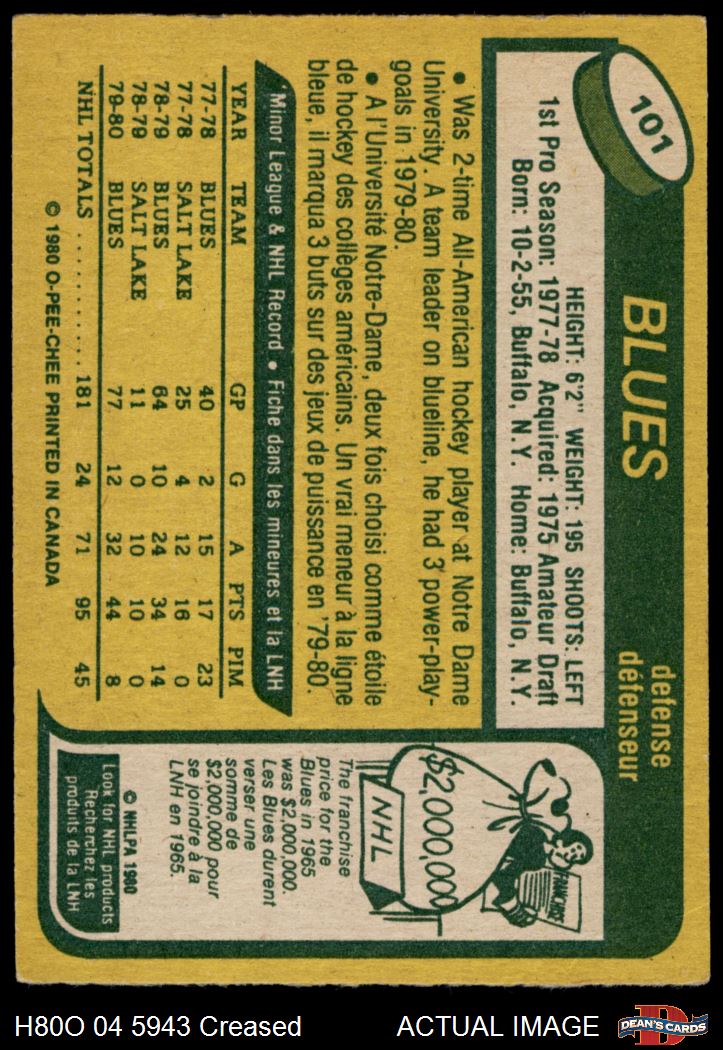 101
BLUES
defense
défenseur
HEIGHT: 6'2" WEIGHT: 195 SHOOTS: LEFT
1st Pro Season: 1977-78 Acquired: 1975 Amateur Draft
Born: 10-2-55, Buffalo, N.Y. Home: Buffalo, N.Y.
• Was 2-time All-American hockey player at Notre Dame
University. A team leader on blueline, he had 3 power-play-
goals in 1979-80.
• A l'Université Notre-Dame, deux fois choisi comme étoile
de hockey des collèges américains. Un vrai meneur à la ligne
bleue, il marqua 3 buts sur des jeux de puissance en '79-80.
'Minor League & NHL Record • Fiche dans les mineures et la LNH
YEAR TEAM GP G A PTS PIM
77-78 BLUES 40 2 15 17 23
77-78 SALT LAKE 25 4 12 16 0
78-79 BLUES 64 10 24 34 14
78-79 SALT LAKE 11 0 10 10 0
79-80 BLUES 77 12 32 44 8
NHL TOTALS .......... 181 24 71 95 45
© 1980 O-PEE-CHEE PRINTED IN CANADA
FRANCHISE
$2,000,000
NHL
The franchise
price for the
Blues in 1965
was $2,000,000.
Les Blues durent
verser une
somme de
$2,000,000 pour
se joindre à la
LNH en 1965.
© NHLPA 1980
Look for NHL products
Recherchez les
produits de la LNH
H80O 04 5943 Creased
ACTUAL IMAGE
D
DEAN'S CARDS